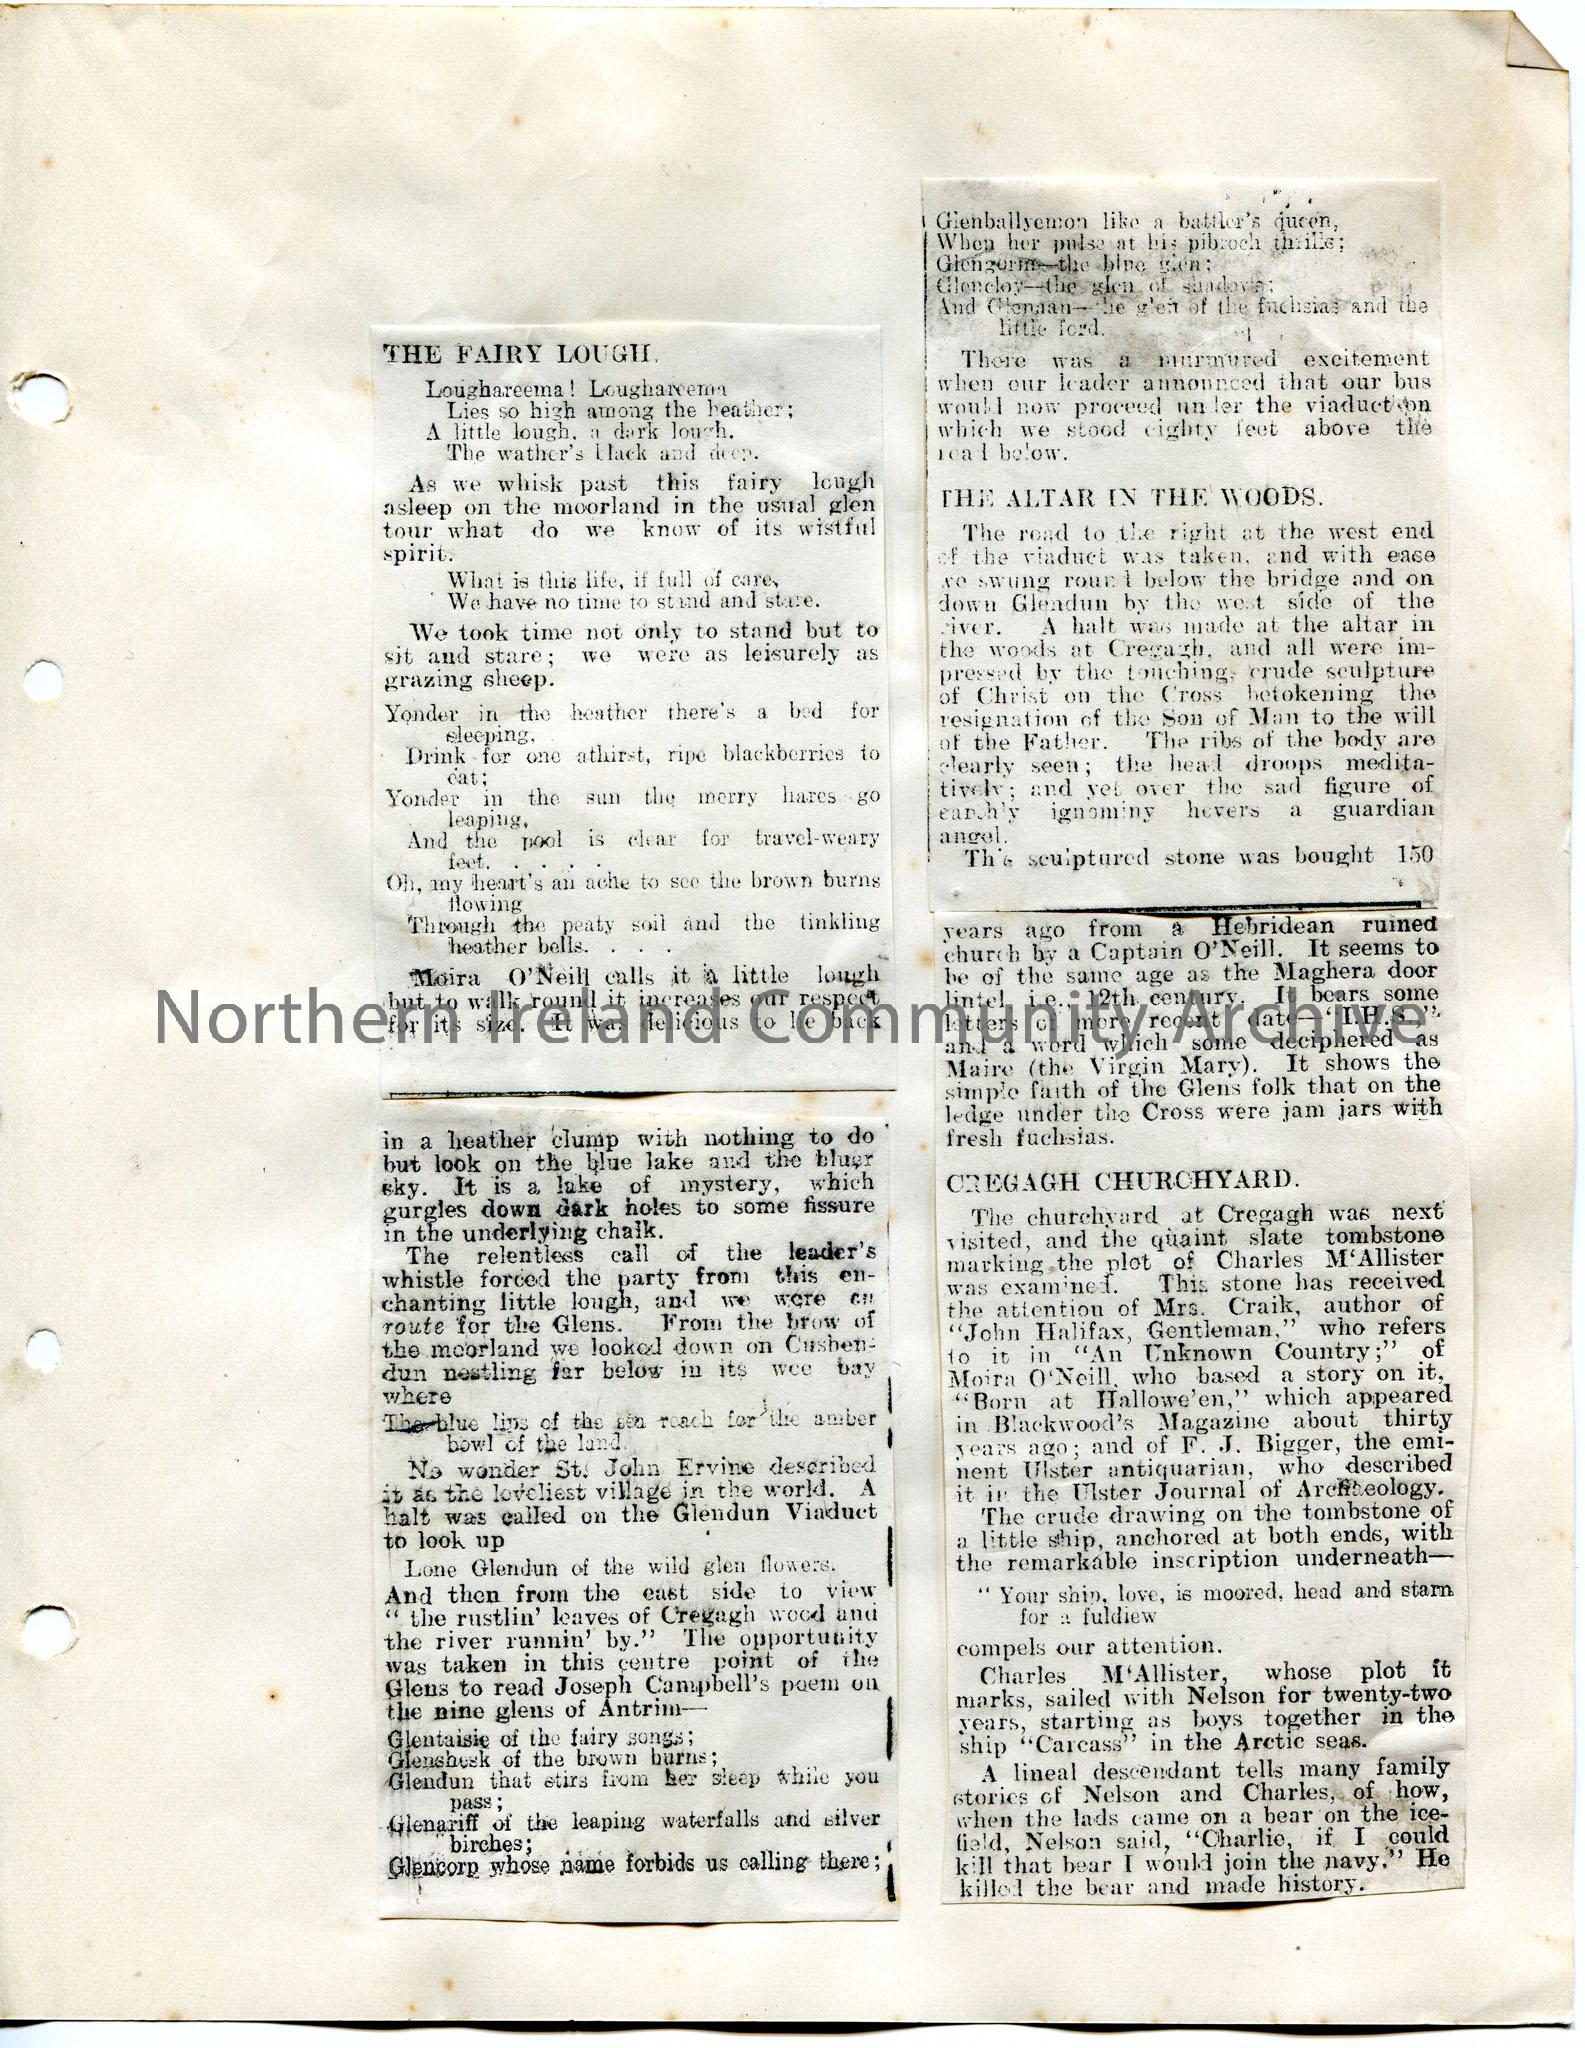 THE FAIRY LOUGH.
Loughareema! Loughareema
Lies so high among the heather;
A little lough, a dark lough,
The wather's black and deep.
As we whisk past this fairy lough
asleep on the moorland in the usual glen
tour what do we know of its wistful
spirit.
What is this life, if full of care,
We have no time to stand and stare.
We took time not only to stand but to
sit and stare; we were as leisurely as
grazing sheep.
Yonder in the heather there's a bed for
sleeping,
Drink for one athirst, ripe blackberries to
eat;
Yonder in the sun the merry hares go
leaping,
And the pool is clear for travel-weary
feet. . . . .
Oh, my heart's an ache to see the brown burns
flowing
Through the peaty soil and the tinkling
heather bells. . . .
Moira O'Neill calls it a little lough
but to walk round it increases our respect
for its size. It was delicious to lie back
in a heather clump with nothing to do
but look on the blue lake and the bluer
sky. It is a lake of mystery, which
gurgles down dark holes to some fissure
in the underlying chalk.
The relentless call of the leader's
whistle forced the party from this en-
chanting little lough, and we were en
route for the Glens. From the brow of
the moorland we looked down on Cushen-
dun nestling far below in its wee bay
where
The blue lips of the sea reach for the amber
bowl of the land.
No wonder St. John Ervine described
it as the loveliest village in the world. A
halt was called on the Glendun Viaduct
to look up
Lone Glendun of the wild glen flowers.
And then from the east side to view
"the rustlin' leaves of Cregagh wood and
the river runnin' by." The opportunity
was taken in this centre point of the
Glens to read Joseph Campbell's poem on
the nine glens of Antrim—
Glentaisie of the fairy songs;
Glenshesk of the brown burns;
Glendun that stirs from her sleep while you
pass;
Glenariff of the leaping waterfalls and silver
birches;
Glencorp whose name forbids us calling there;
Glenballyemon like a battler's queen,
When her pulse at his pibroch thrills;
Glengorm—the blue glen;
Glencloy—the glen of shadows;
And Glenaan—the glen of the fuchsias and the
little ford.
There was a murmured excitement
when our leader announced that our bus
would now proceed under the viaduct on
which we stood eighty feet above the
road below.
THE ALTAR IN THE WOODS.
The road to the right at the west end
of the viaduct was taken, and with ease
we swung round below the bridge and on
down Glendun by the west side of the
river. A halt was made at the altar in
the woods at Cregagh, and all were im-
pressed by the touching, crude sculpture
of Christ on the Cross betokening the
resignation of the Son of Man to the will
of the Father. The ribs of the body are
clearly seen; the head droops medita-
tively; and yet over the sad figure of
earthly ignominy hovers a guardian
angel.
The sculptured stone was bought 150
years ago from a Hebridean ruined
church by a Captain O'Neill. It seems to
be of the same age as the Maghera door
lintel, i.e., 12th century. It bears some
letters of more recent date "I.H.S."
and a word which some deciphered as
Maire (the Virgin Mary). It shows the
simple faith of the Glens folk that on the
ledge under the Cross were jam jars with
fresh fuchsias.
CREGAGH CHURCHYARD.
The churchyard at Cregagh was next
visited, and the quaint slate tombstone
marking the plot of Charles M'Allister
was examined. This stone has received
the attention of Mrs. Craik, author of
"John Halifax, Gentleman," who refers
to it in "An Unknown Country;" of
Moira O'Neill, who based a story on it,
"Born at Hallowe'en," which appeared
in Blackwood's Magazine about thirty
years ago; and of F. J. Bigger, the emi-
nent Ulster antiquarian, who described
it in the Ulster Journal of Archæology.
The crude drawing on the tombstone of
a little ship, anchored at both ends, with
the remarkable inscription underneath—
"Your ship, love, is moored, head and starn
for a fuldiew
compels our attention.
Charles M'Allister, whose plot it
marks, sailed with Nelson for twenty-two
years, starting as boys together in the
ship "Carcass" in the Arctic seas.
A lineal descendant tells many family
stories of Nelson and Charles, of how,
when the lads came on a bear on the ice-
field, Nelson said, "Charlie, if I could
kill that bear I would join the navy." He
killed the bear and made history.
Northern Ireland Community Archive